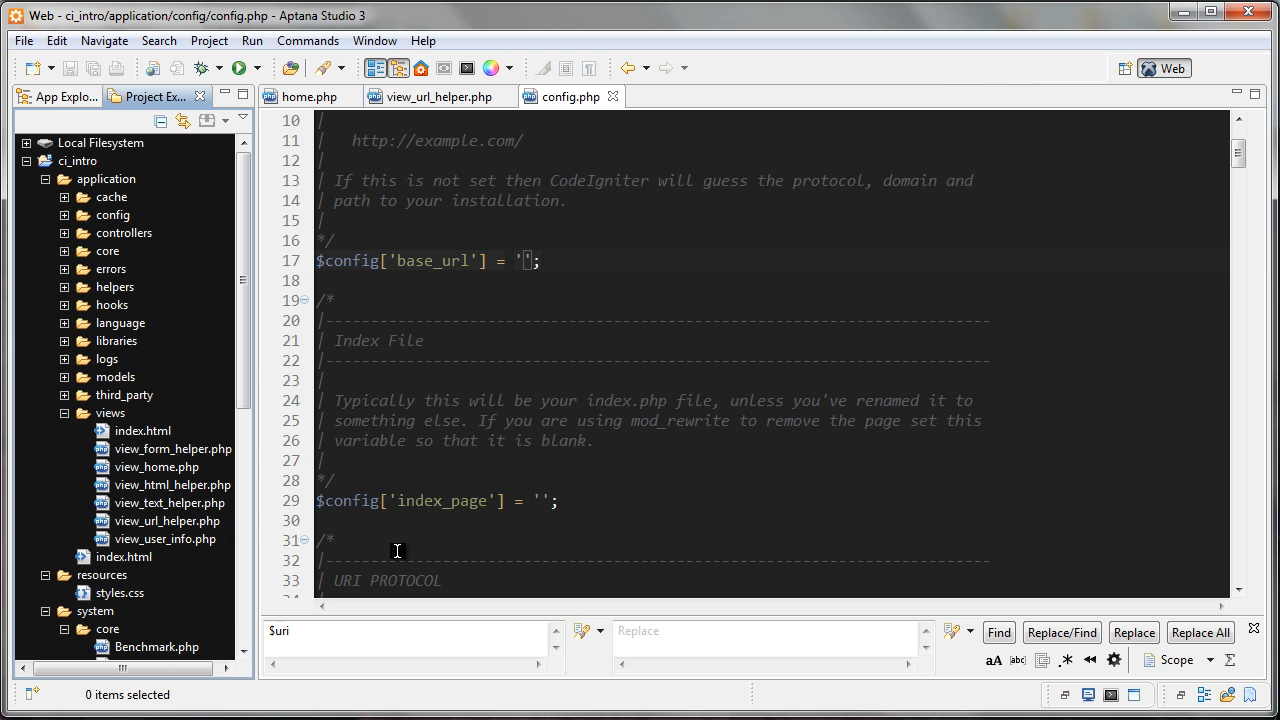 Web - ci_intro/application/config/config.php - Aptana Studio 3
File Edit Navigate Search Project Run Commands Window Help
Web
App Explo...
Project Ex...
home.php
view_url_helper.php
config.php
Local Filesystem
ci_intro
application
cache
config
controllers
core
errors
helpers
hooks
language
libraries
logs
models
third_party
views
index.html
view_form_helper.php
view_home.php
view_html_helper.php
view_text_helper.php
view_url_helper.php
view_user_info.php
index.html
resources
styles.css
system
core
Benchmark.php
10 |
11 | http://example.com/
12 |
13 | If this is not set then CodeIgniter will guess the protocol, domain and
14 | path to your installation.
15 |
16 */
17 $config['base_url'] = '';
18
19 /*
20 |--------------------------------------------------------------------------
21 | Index File
22 |--------------------------------------------------------------------------
23 |
24 | Typically this will be your index.php file, unless you've renamed it to
25 | something else. If you are using mod_rewrite to remove the page set this
26 | variable so that it is blank.
27 |
28 */
29 $config['index_page'] = '';
30
31 /*
32 |--------------------------------------------------------------------------
33 | URI PROTOCOL
$uri
Replace
Find Replace/Find Replace Replace All
aA abc .* Scope Σ
0 items selected